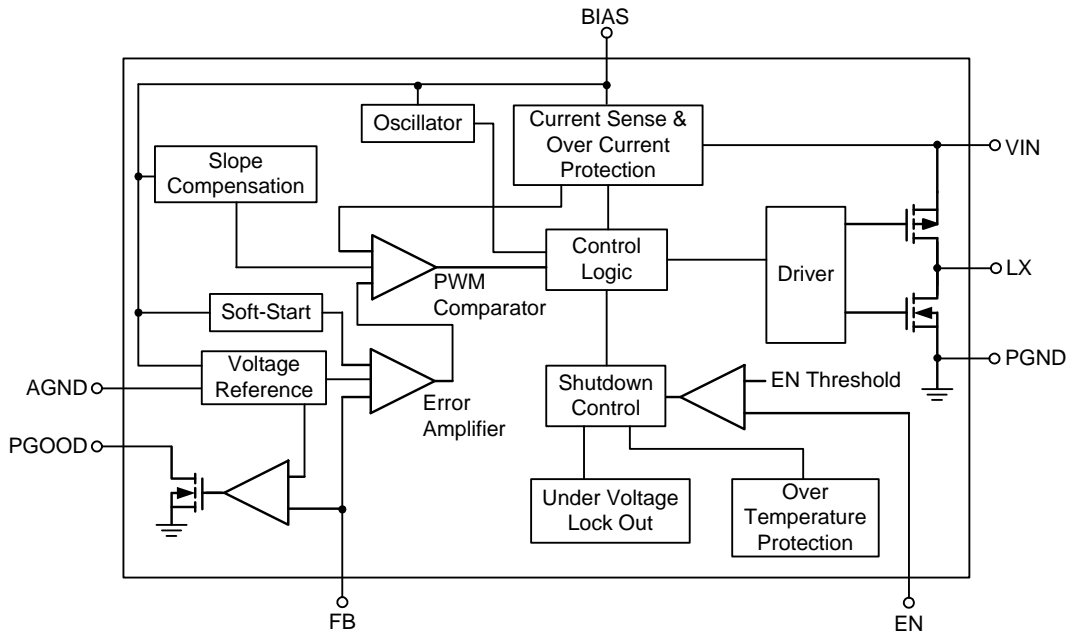 BIAS
Oscillator
Current Sense &
Over Current
Protection
VIN
Slope
Compensation
Control
Logic
Driver
LX
PWM
Comparator
Soft-Start
Voltage
Reference
AGND
PGND
Shutdown
Control
EN Threshold
Error
Amplifier
PGOOD
Under Voltage
Lock Out
Over
Temperature
Protection
FB
EN